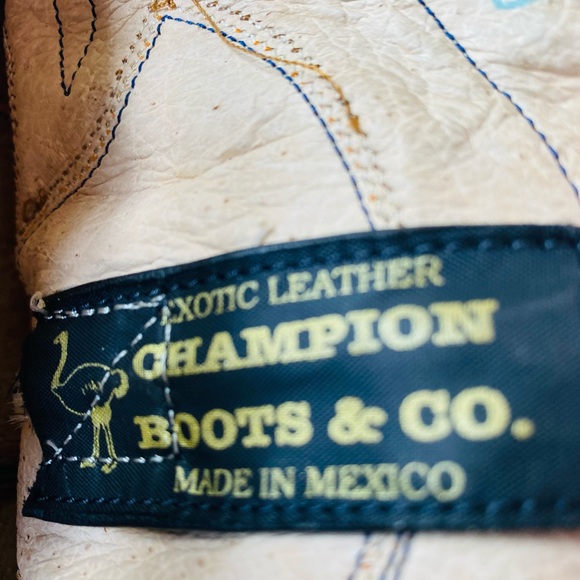 EXOTIC LEATHER
CHAMPION
BOOTS & CO.
MADE IN MEXICO